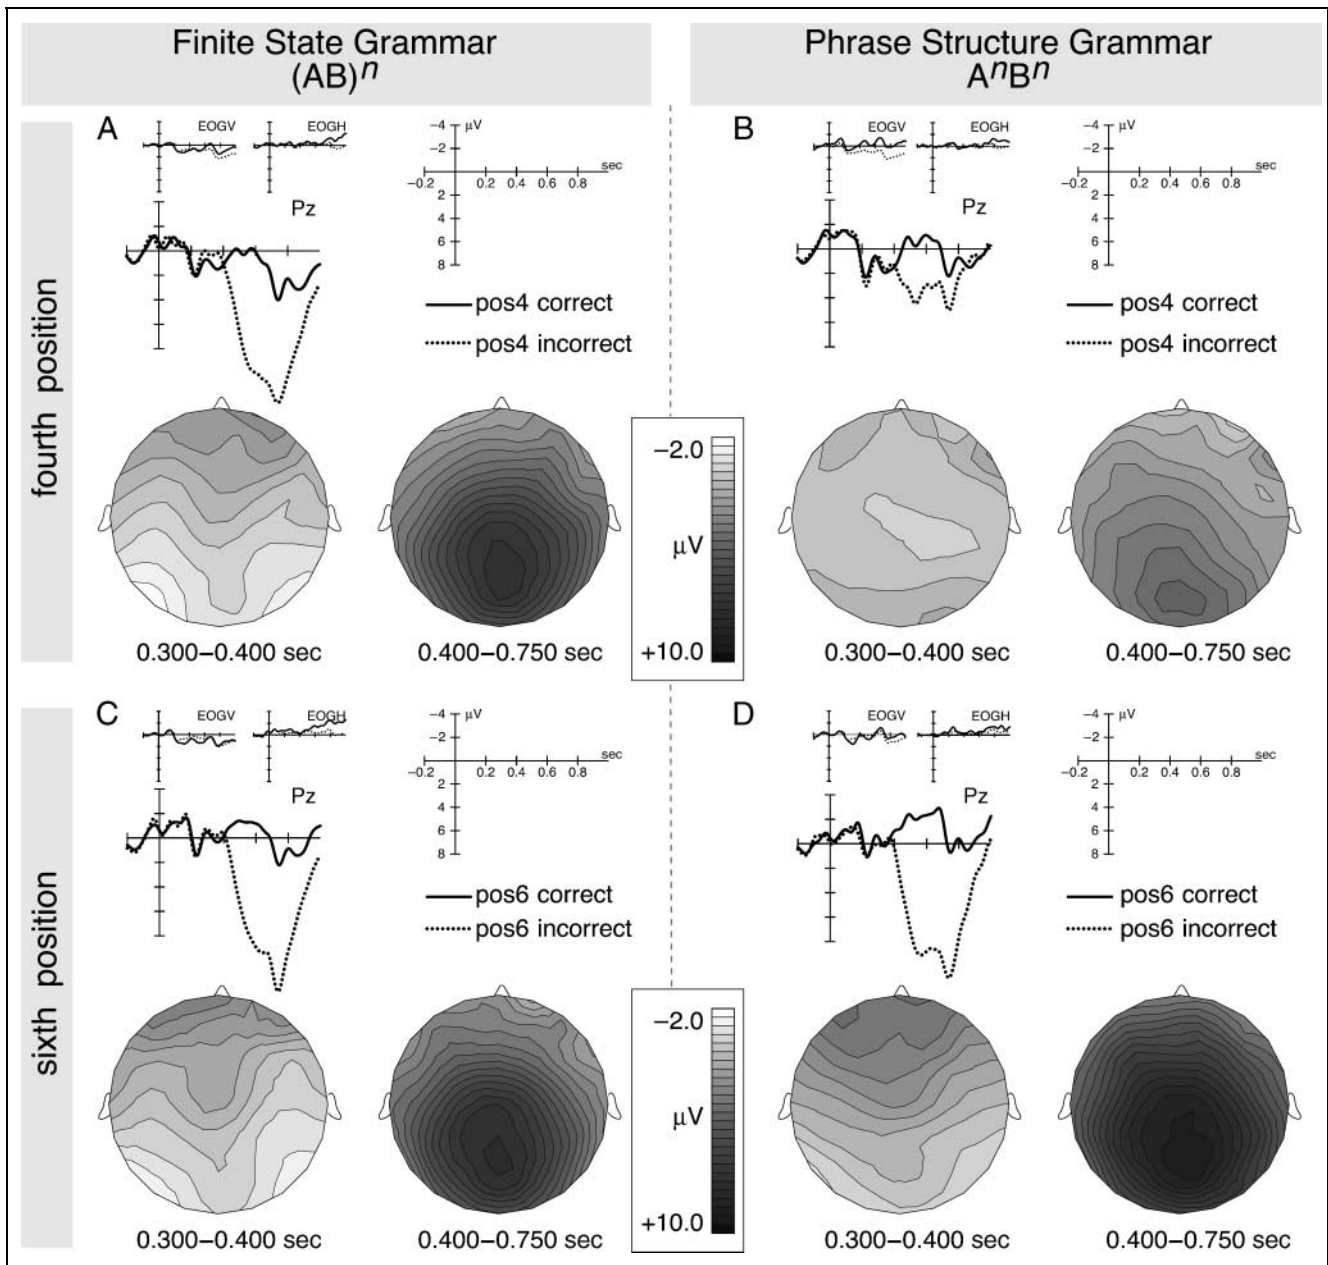 Finite State Grammar
(AB)ⁿ
Phrase Structure Grammar
AⁿBⁿ
fourth position
A
EOGV
EOGH
−4
μV
−2
sec
−0.2
0.2
0.4
0.6
0.8
2
4
6
8
Pz
pos4 correct
pos4 incorrect
0.300−0.400 sec
0.400−0.750 sec
−2.0
μV
+10.0
B
EOGV
EOGH
−4
μV
−2
sec
−0.2
0.2
0.4
0.6
0.8
2
4
6
8
Pz
pos4 correct
pos4 incorrect
0.300−0.400 sec
0.400−0.750 sec
sixth position
C
EOGV
EOGH
−4
μV
−2
sec
−0.2
0.2
0.4
0.6
0.8
2
4
6
8
Pz
pos6 correct
pos6 incorrect
0.300−0.400 sec
0.400−0.750 sec
−2.0
μV
+10.0
D
EOGV
EOGH
−4
μV
−2
sec
−0.2
0.2
0.4
0.6
0.8
2
4
6
8
Pz
pos6 correct
pos6 incorrect
0.300−0.400 sec
0.400−0.750 sec